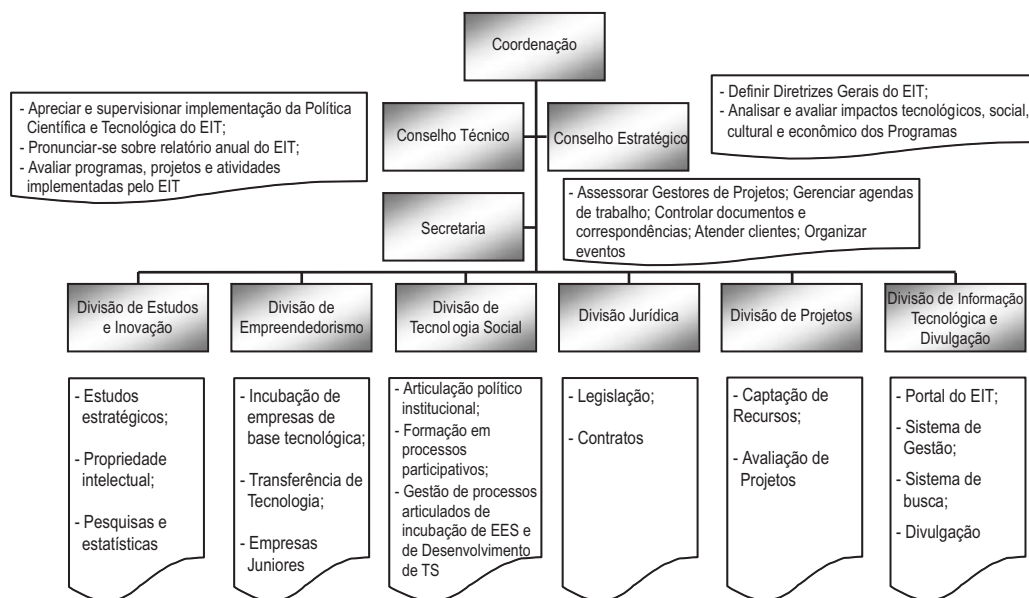 Coordenação
- Apreciar e supervisionar implementação da Política
Científica e Tecnológica do EIT;
- Pronunciar-se sobre relatório anual do EIT;
- Avaliar programas, projetos e atividades
implementadas pelo EIT
Conselho Técnico
Conselho Estratégico
- Definir Diretrizes Gerais do EIT;
- Analisar e avaliar impactos tecnológicos, social,
cultural e econômico dos Programas
Secretaria
- Assessorar Gestores de Projetos; Gerenciar agendas
de trabalho; Controlar documentos e
correspondências; Atender clientes; Organizar
eventos
Divisão de Estudos
e Inovação
Divisão de
Empreendedorismo
Divisão de
Tecnologia Social
Divisão Jurídica
Divisão de Projetos
Divisão de Informação
Tecnológica e
Divulgação
- Estudos
estratégicos;
- Propriedade
intelectual;
- Pesquisas e
estatísticas
- Incubação de
empresas de
base tecnológica;
- Transferência de
Tecnologia;
- Empresas
Juniores
- Articulação político
institucional;
- Formação em
processos
participativos;
- Gestão de processos
articulados de
incubação de EES e
de Desenvolvimento
de TS
- Legislação;
- Contratos
- Captação de
Recursos;
- Avaliação de
Projetos
- Portal do EIT;
- Sistema de
Gestão;
- Sistema de
busca;
- Divulgação